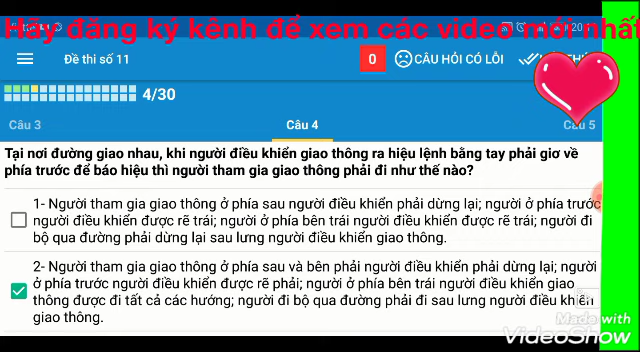 Hãy đăng ký kênh để xem các video mới nhất
Đề thi số 11
0
CÂU HỎI CÓ LỖI
4/30
Câu 3
Câu 4
Câu 5
Tại nơi đường giao nhau, khi người điều khiển giao thông ra hiệu lệnh bằng tay phải giơ về
phía trước để báo hiệu thì người tham gia giao thông phải đi như thế nào?
1- Người tham gia giao thông ở phía sau người điều khiển phải dừng lại; người ở phía trước
người điều khiển được rẽ trái; người ở phía bên trái người điều khiển được rẽ trái; người đi
bộ qua đường phải dừng lại sau lưng người điều khiển giao thông.
2- Người tham gia giao thông ở phía sau và bên phải người điều khiển phải dừng lại; người
ở phía trước người điều khiển được rẽ phải; người ở phía bên trái người điều khiển giao
thông được đi tất cả các hướng; người đi bộ qua đường phải đi sau lưng người điều khiển
giao thông.
Made with
VideoShow